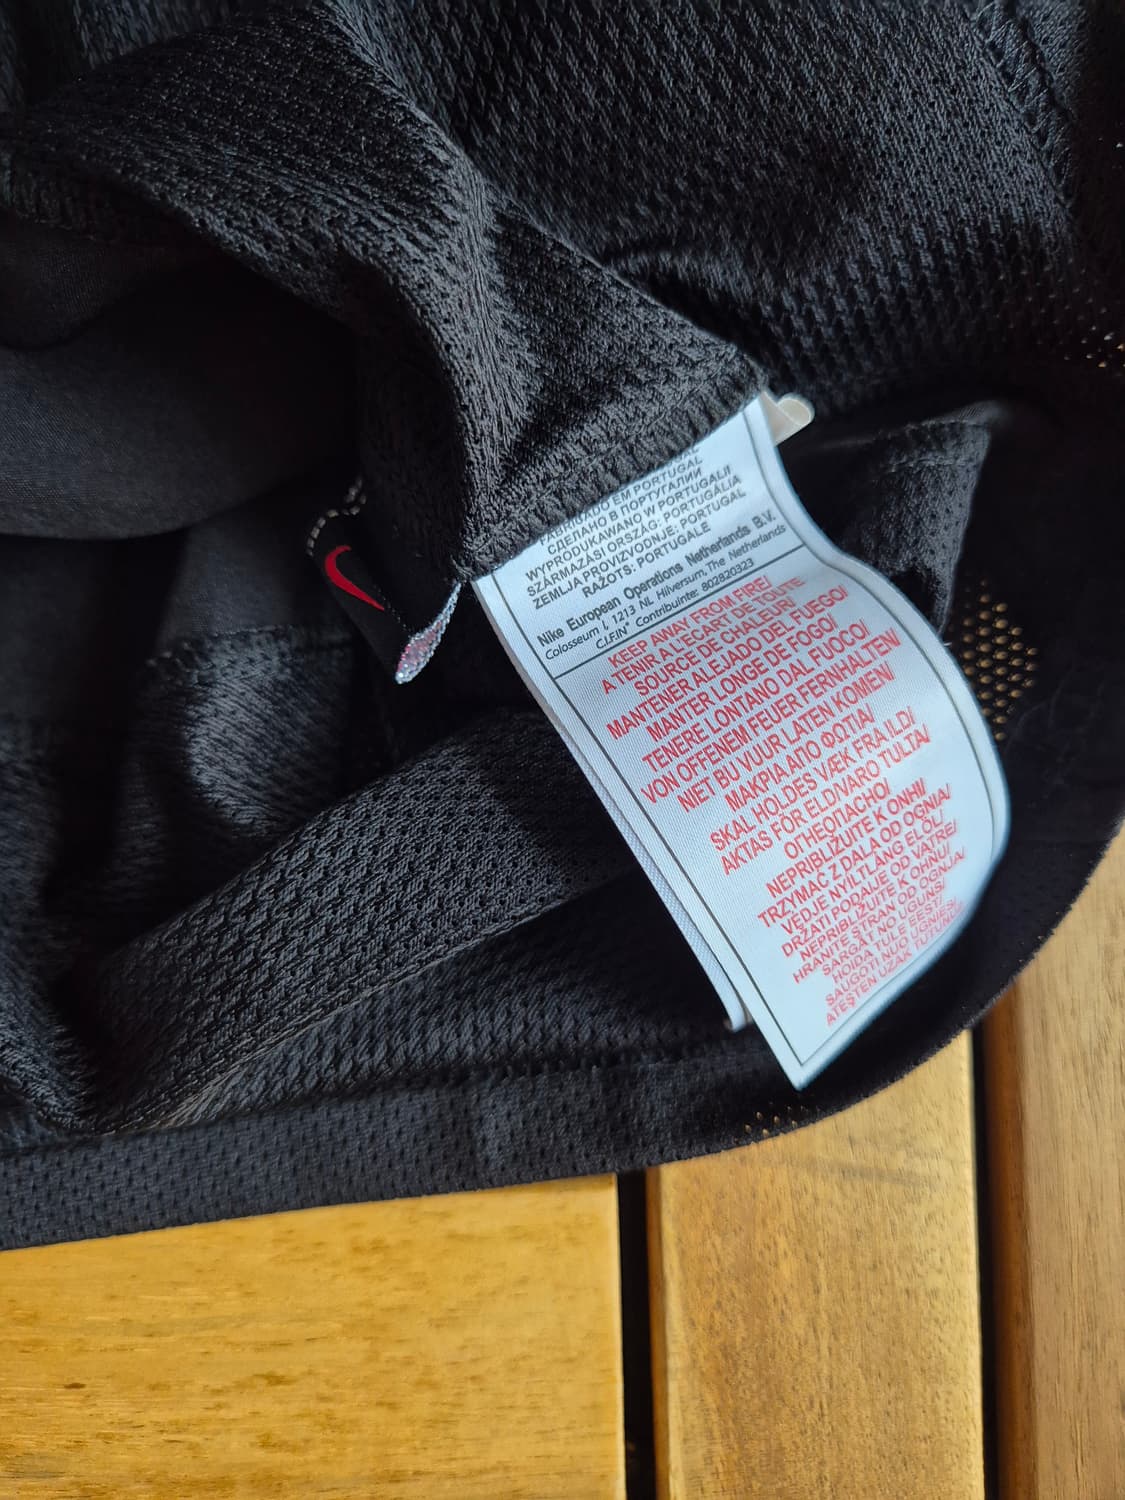 FABRICADO EM PORTUGAL
СДЕЛАНО В ПОРТУГАЛИИ
WYPRODUKOWANO W PORTUGALII
SZÁRMAZÁSI ORSZÁG: PORTUGÁLIA
ZEMLJA PROIZVODNJE: PORTUGAL
RAŽOTS: PORTUGALE
Nike European Operations Netherlands B.V.
Colosseum I, 1213 NL Hilversum, The Netherlands
C.I.F./N° Contribuinte: 802820323
KEEP AWAY FROM FIRE/
A TENIR A L'ECART DE TOUTE
SOURCE DE CHALEUR/
MANTENER ALEJADO DEL FUEGO/
MANTER LONGE DE FOGO/
TENERE LONTANO DAL FUOCO/
VON OFFENEM FEUER FERNHALTEN/
NIET BIJ VUUR LATEN KOMEN/
ΜΑΚΡΙΑ ΑΠΟ ΦΩΤΙΑ/
SKAL HOLDES VÆK FRA ILD/
AKTAS FÖR ELD/VARO TULTA/
ОГНЕОПАСНО/
NEPRIBLIŽUJTE K OHNI/
TRZYMAĆ Z DALA OD OGNIA/
VÉDJE NYÍLTLÁNG ELŐL/
DRŽATI PODALJE OD VATRE/
NEPRIBLIŽUJTE K OHŇU/
HRANITE STRAN OD OGNJA/
SARGĀT NO UGUNS/
HOIDA TULE EEST/
SAUGOTI NUO UGNIES/
ATEŞTEN UZAK TUTUN/